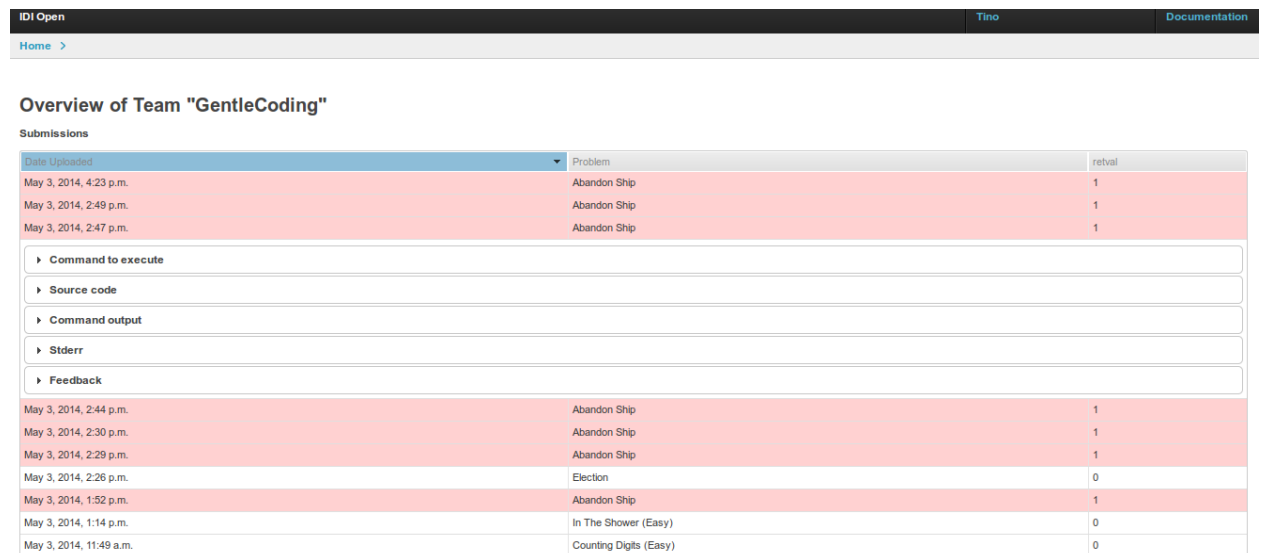 IDI Open Tino Documentation
Home >
Overview of Team "GentleCoding"
Submissions
Date Uploaded Problem retval
May 3, 2014, 4:23 p.m. Abandon Ship 1
May 3, 2014, 2:49 p.m. Abandon Ship 1
May 3, 2014, 2:47 p.m. Abandon Ship 1
Command to execute
Source code
Command output
Stderr
Feedback
May 3, 2014, 2:44 p.m. Abandon Ship 1
May 3, 2014, 2:30 p.m. Abandon Ship 1
May 3, 2014, 2:29 p.m. Abandon Ship 1
May 3, 2014, 2:26 p.m. Election 0
May 3, 2014, 1:52 p.m. Abandon Ship 1
May 3, 2014, 1:14 p.m. In The Shower (Easy) 0
May 3, 2014, 11:49 a.m. Counting Digits (Easy) 0